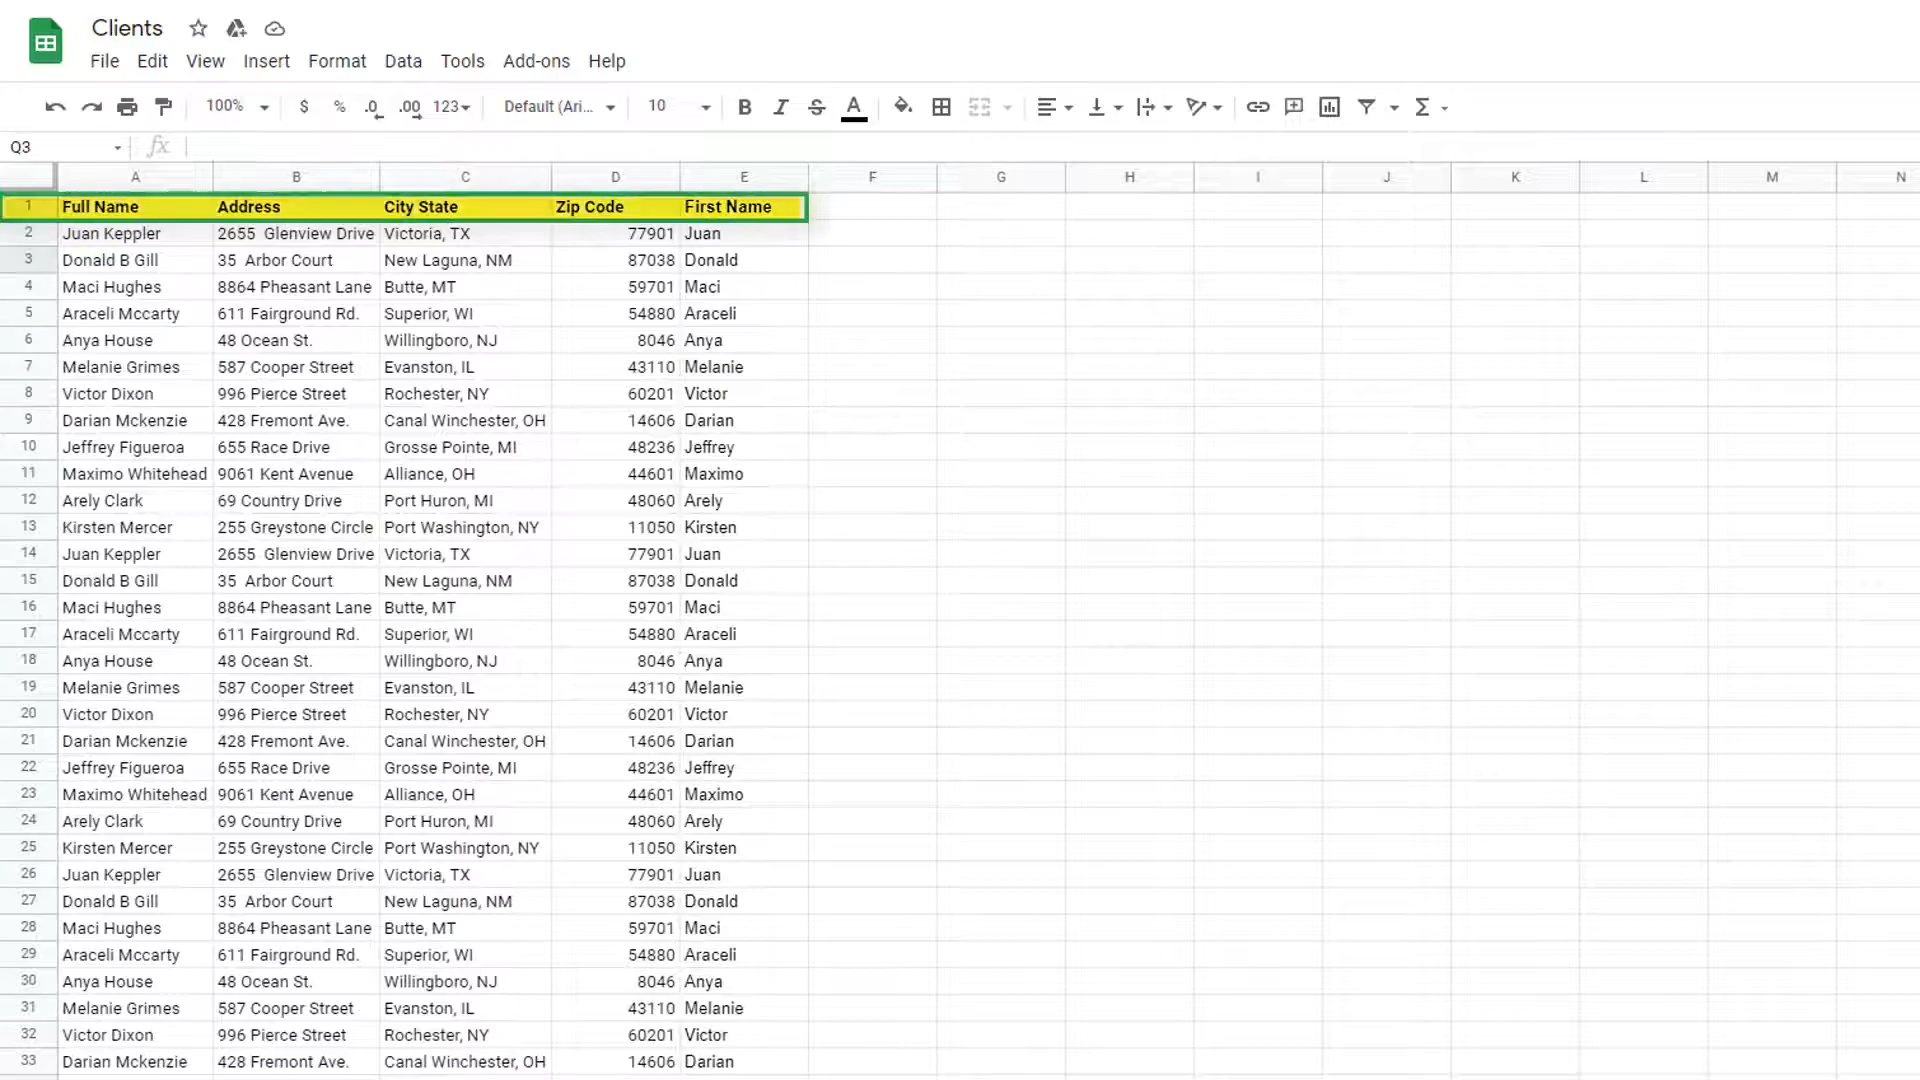 Clients
File Edit View Insert Format Data Tools Add-ons Help
100% $ % .0 .00 123 Default (Ari... 10 B I S A Σ
Q3 fx
A B C D E F G H I J K L M N
1 Full Name Address City State Zip Code First Name
2 Juan Keppler 2655  Glenview Drive Victoria, TX 77901 Juan
3 Donald B Gill 35  Arbor Court New Laguna, NM 87038 Donald
4 Maci Hughes 8864 Pheasant Lane Butte, MT 59701 Maci
5 Araceli Mccarty 611 Fairground Rd. Superior, WI 54880 Araceli
6 Anya House 48 Ocean St. Willingboro, NJ 8046 Anya
7 Melanie Grimes 587 Cooper Street Evanston, IL 43110 Melanie
8 Victor Dixon 996 Pierce Street Rochester, NY 60201 Victor
9 Darian Mckenzie 428 Fremont Ave. Canal Winchester, OH 14606 Darian
10 Jeffrey Figueroa 655 Race Drive Grosse Pointe, MI 48236 Jeffrey
11 Maximo Whitehead 9061 Kent Avenue Alliance, OH 44601 Maximo
12 Arely Clark 69 Country Drive Port Huron, MI 48060 Arely
13 Kirsten Mercer 255 Greystone Circle Port Washington, NY 11050 Kirsten
14 Juan Keppler 2655  Glenview Drive Victoria, TX 77901 Juan
15 Donald B Gill 35  Arbor Court New Laguna, NM 87038 Donald
16 Maci Hughes 8864 Pheasant Lane Butte, MT 59701 Maci
17 Araceli Mccarty 611 Fairground Rd. Superior, WI 54880 Araceli
18 Anya House 48 Ocean St. Willingboro, NJ 8046 Anya
19 Melanie Grimes 587 Cooper Street Evanston, IL 43110 Melanie
20 Victor Dixon 996 Pierce Street Rochester, NY 60201 Victor
21 Darian Mckenzie 428 Fremont Ave. Canal Winchester, OH 14606 Darian
22 Jeffrey Figueroa 655 Race Drive Grosse Pointe, MI 48236 Jeffrey
23 Maximo Whitehead 9061 Kent Avenue Alliance, OH 44601 Maximo
24 Arely Clark 69 Country Drive Port Huron, MI 48060 Arely
25 Kirsten Mercer 255 Greystone Circle Port Washington, NY 11050 Kirsten
26 Juan Keppler 2655  Glenview Drive Victoria, TX 77901 Juan
27 Donald B Gill 35  Arbor Court New Laguna, NM 87038 Donald
28 Maci Hughes 8864 Pheasant Lane Butte, MT 59701 Maci
29 Araceli Mccarty 611 Fairground Rd. Superior, WI 54880 Araceli
30 Anya House 48 Ocean St. Willingboro, NJ 8046 Anya
31 Melanie Grimes 587 Cooper Street Evanston, IL 43110 Melanie
32 Victor Dixon 996 Pierce Street Rochester, NY 60201 Victor
33 Darian Mckenzie 428 Fremont Ave. Canal Winchester, OH 14606 Darian